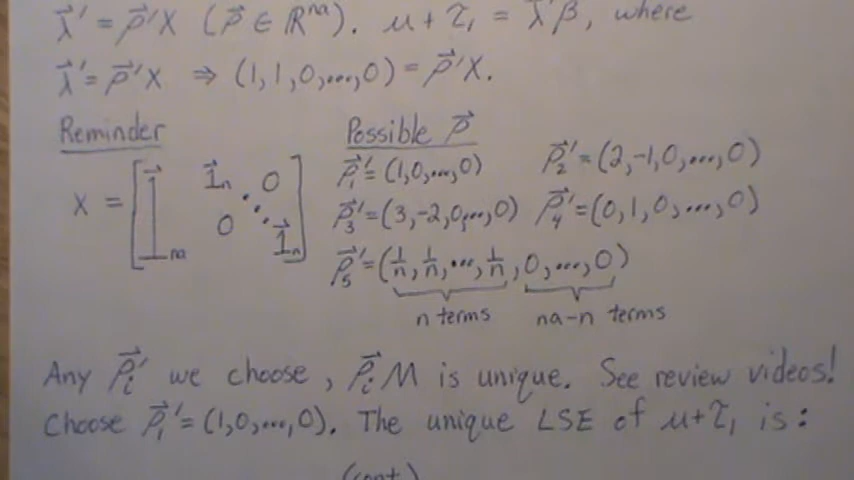 λ⃗' = ρ⃗'X (ρ⃗ ∈ ℝⁿᵃ). μ + τ₁ = λ⃗'β, where
λ⃗' = ρ⃗'X ⇒ (1,1,0,...,0) = ρ⃗'X.
Reminder
X = [1⃗ₙₐ 1⃗ₙ 0 ⋱ 0 1⃗ₙ]
Possible ρ⃗
ρ⃗₁' = (1,0,...,0) ρ⃗₂' = (2,-1,0,...,0)
ρ⃗₃' = (3,-2,0,...,0) ρ⃗₄' = (0,1,0,...,0)
ρ⃗₅' = (1/n, 1/n, ..., 1/n, 0,...,0)
n terms na-n terms
Any ρ⃗ᵢ' we choose, ρ⃗ᵢM is unique. See review videos!
Choose ρ⃗₁' = (1,0,...,0). The unique LSE of μ+τ₁ is:
(cont.)